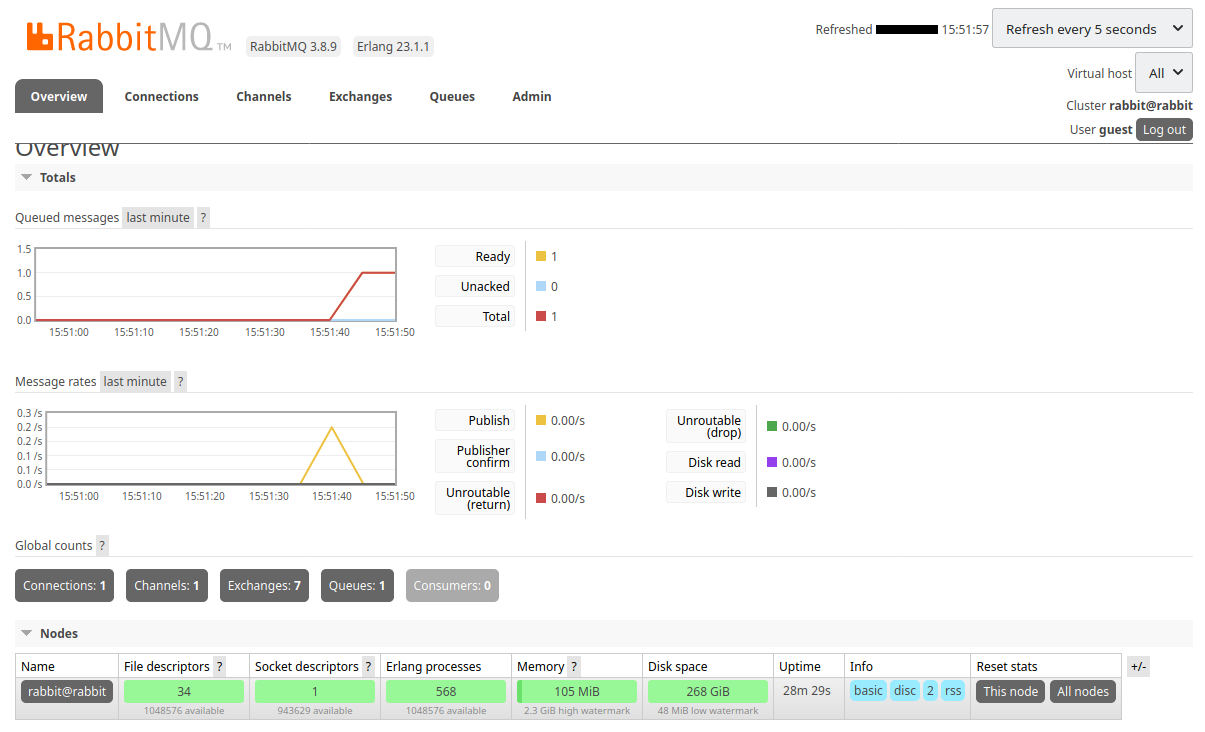 RabbitMQ TM RabbitMQ 3.8.9 Erlang 23.1.1
Refreshed 15:51:57 Refresh every 5 seconds
Virtual host All
Cluster rabbit@rabbit
User guest Log out
Overview Connections Channels Exchanges Queues Admin
Overview
Totals
Queued messages last minute ?
1.5
1.0
0.5
0.0
15:51:00 15:51:10 15:51:20 15:51:30 15:51:40 15:51:50
Ready 1
Unacked 0
Total 1
Message rates last minute ?
0.3 /s
0.2 /s
0.2 /s
0.1 /s
0.1 /s
0.0 /s
15:51:00 15:51:10 15:51:20 15:51:30 15:51:40 15:51:50
Publish 0.00/s
Publisher
confirm 0.00/s
Unroutable
(return) 0.00/s
Unroutable
(drop) 0.00/s
Disk read 0.00/s
Disk write 0.00/s
Global counts ?
Connections: 1 Channels: 1 Exchanges: 7 Queues: 1 Consumers: 0
Nodes
Name File descriptors ? Socket descriptors ? Erlang processes Memory ? Disk space Uptime Info Reset stats +/-
rabbit@rabbit 34 1 568 105 MiB 268 GiB 28m 29s basic disc 2 rss This node All nodes
1048576 available 943629 available 1048576 available 2.3 GiB high watermark 48 MiB low watermark